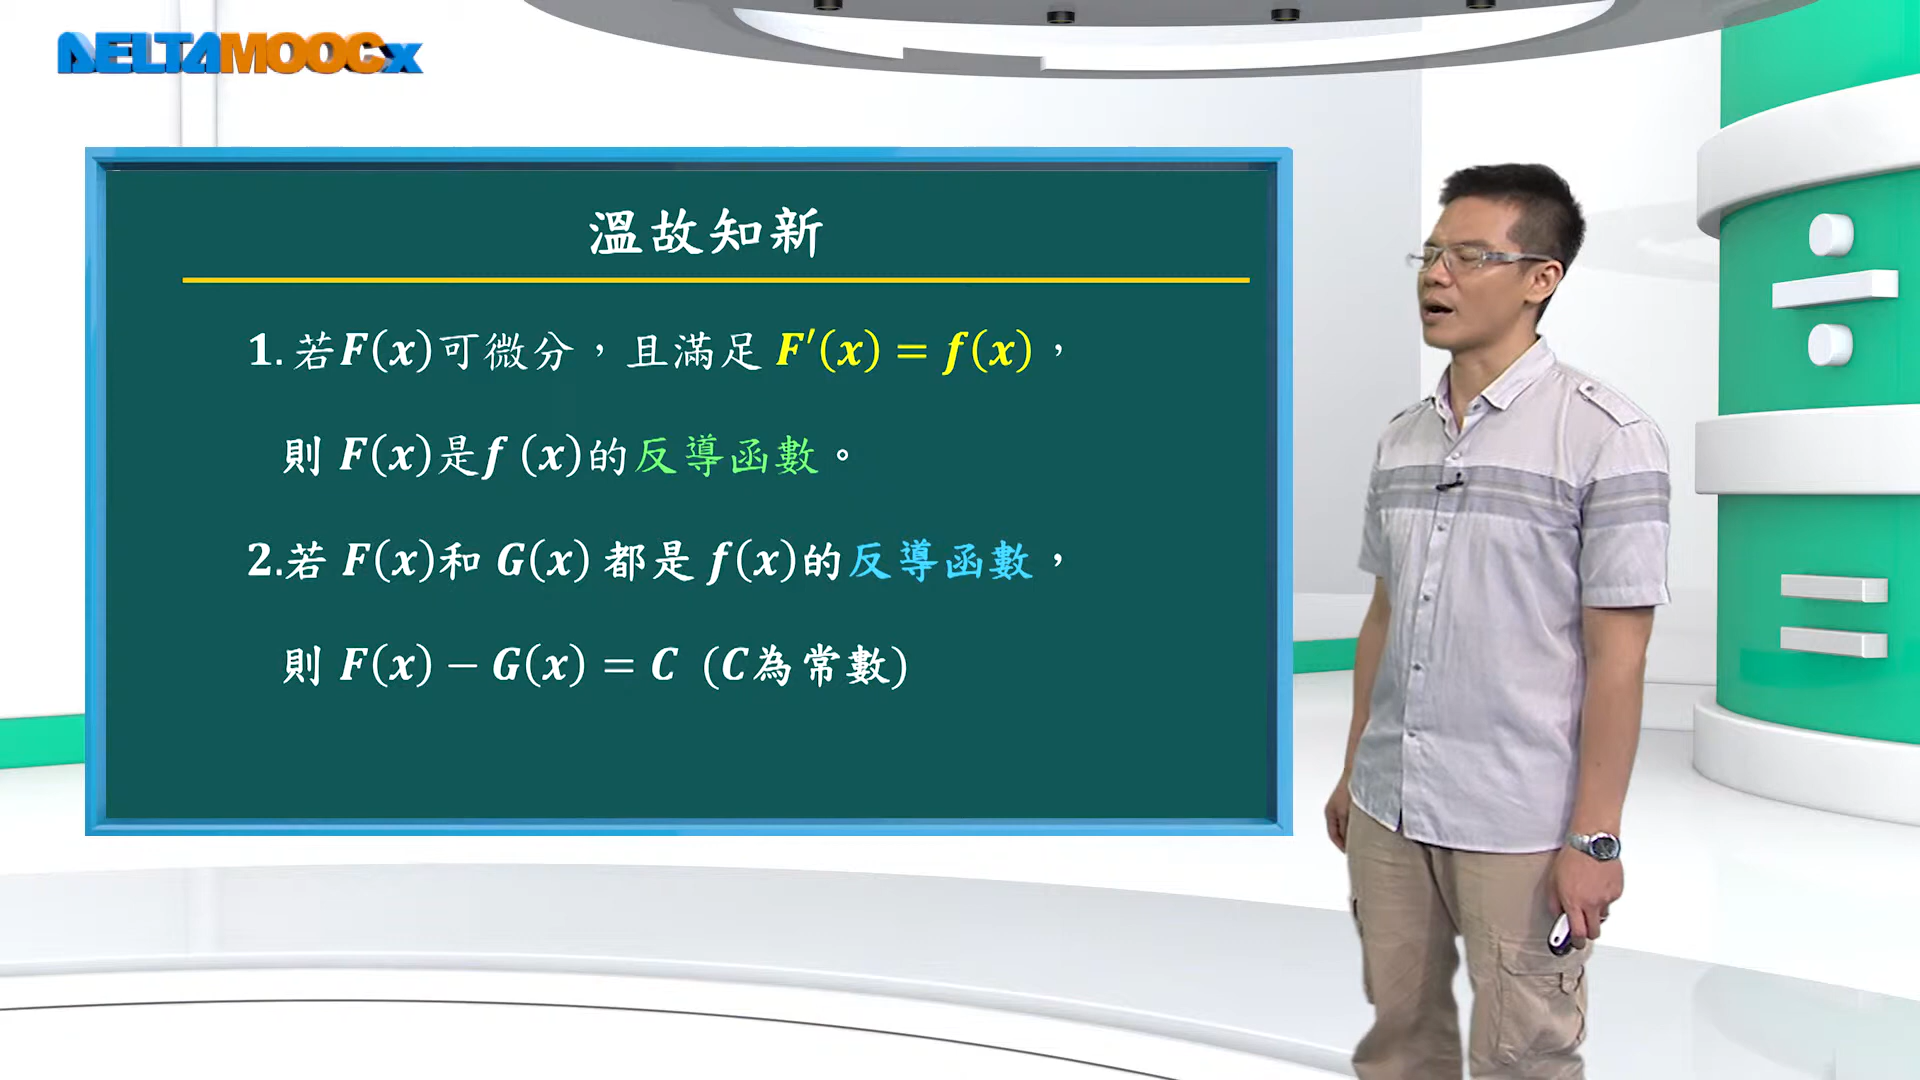 DELTAMOOCx
溫故知新
1. 若F(x)可微分，且滿足 F′(x) = f(x)，
則 F(x)是f (x)的反導函數。
2.若 F(x)和 G(x) 都是 f(x)的反導函數，
則 F(x) − G(x) = C (C為常數)